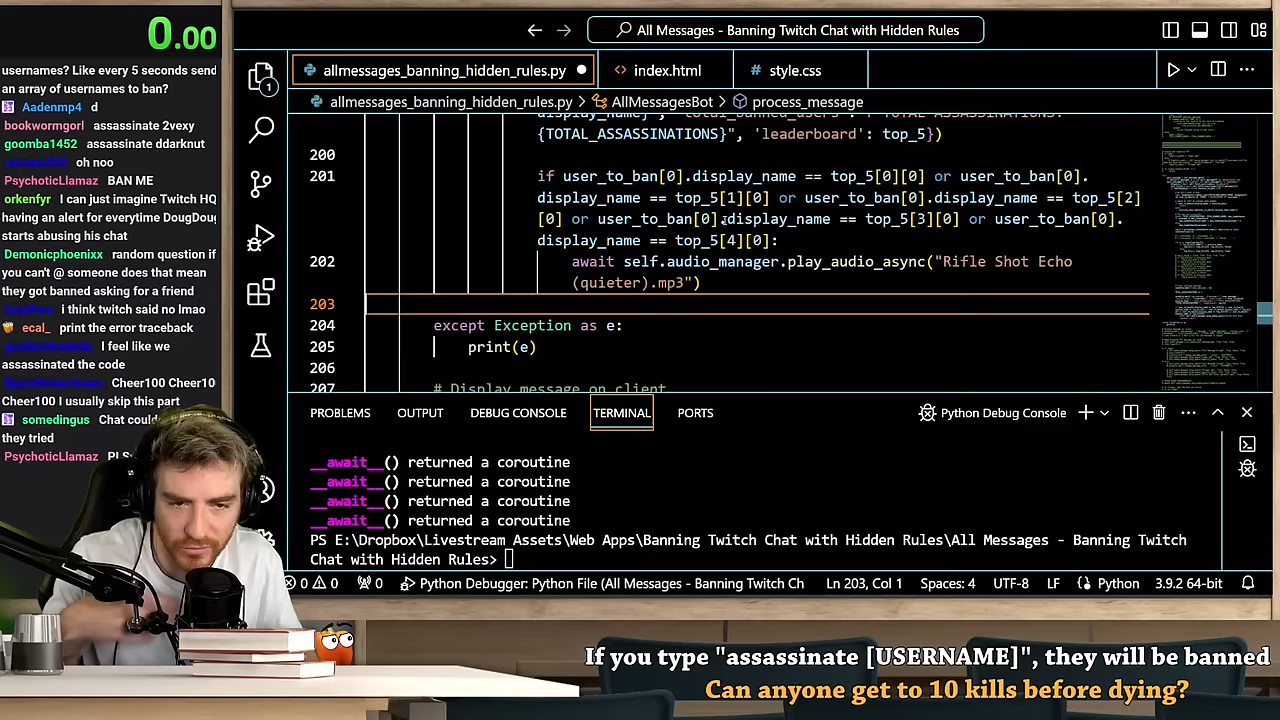 0.00
usernames? Like every 5 seconds send
an array of usernames to ban?
Aadenmp4 d
bookwormgorl assassinate 2vexy
goomba1452 assassinate ddarknut
oh noo
PsychoticLlamaz BAN ME
orkenfyr I can just imagine Twitch HQ
having an alert for everytime DougDoug
starts abusing his chat
Demonicphoenixx random question if
you can't @ someone does that mean
they got banned asking for a friend
i think twitch said no lmao
ecal_ print the error traceback
I feel like we
assassinated the code
Cheer100 Cheer10
Cheer100 I usually skip this part
somedingus Chat could
they tried
PsychoticLlamaz
All Messages - Banning Twitch Chat with Hidden Rules
allmessages_banning_hidden_rules.py
index.html
style.css
allmessages_banning_hidden_rules.py > AllMessagesBot > process_message
{TOTAL_ASSASSINATIONS}", 'leaderboard': top_5})
200
201 if user_to_ban[0].display_name == top_5[0][0] or user_to_ban[0].
display_name == top_5[1][0] or user_to_ban[0].display_name == top_5[2]
[0] or user_to_ban[0].display_name == top_5[3][0] or user_to_ban[0].
display_name == top_5[4][0]:
202 await self.audio_manager.play_audio_async("Rifle Shot Echo
(quieter).mp3")
203
204 except Exception as e:
205 print(e)
206
207 # Display message on client
PROBLEMS OUTPUT DEBUG CONSOLE TERMINAL PORTS
Python Debug Console
__await__() returned a coroutine
__await__() returned a coroutine
__await__() returned a coroutine
__await__() returned a coroutine
PS E:\Dropbox\Livestream Assets\Web Apps\Banning Twitch Chat with Hidden Rules\All Messages - Banning Twitch
Chat with Hidden Rules>
0 0 0 Python Debugger: Python File (All Messages - Banning Twitch Ch Ln 203, Col 1 Spaces: 4 UTF-8 LF Python 3.9.2 64-bit
If you type "assassinate [USERNAME]", they will be banned
Can anyone get to 10 kills before dying?